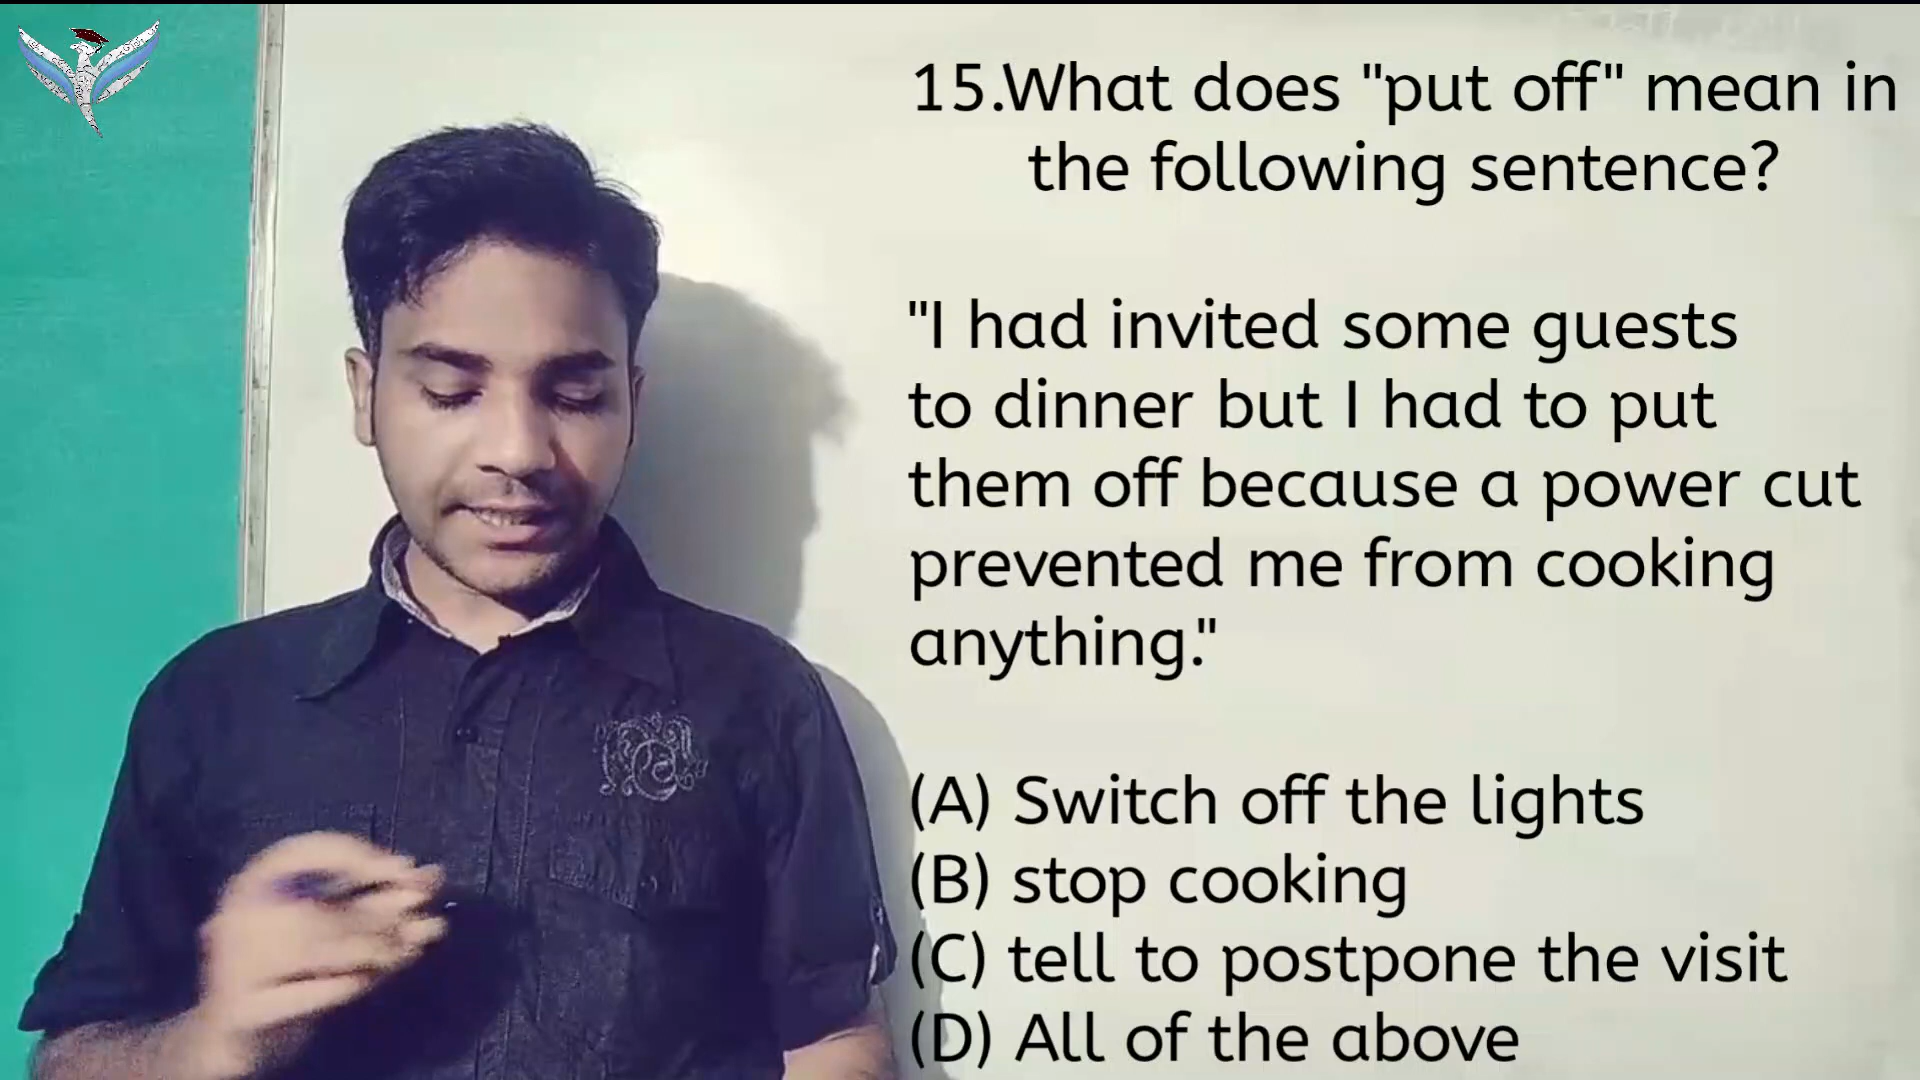 15.What does "put off" mean in
the following sentence?
"I had invited some guests
to dinner but I had to put
them off because a power cut
prevented me from cooking
anything."
(A) Switch off the lights
(B) stop cooking
(C) tell to postpone the visit
(D) All of the above